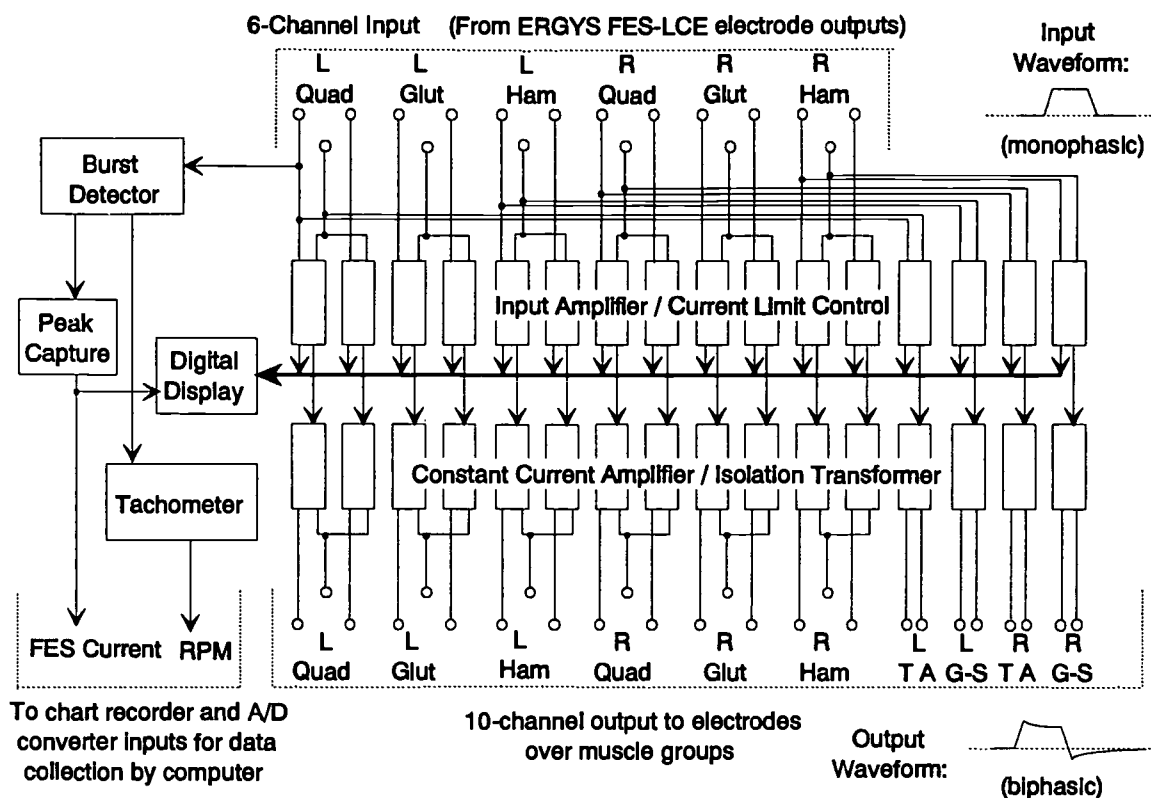 6-Channel Input (From ERGYS FES-LCE electrode outputs)
Input
Waveform:
(monophasic)
L L L R R R
Quad Glut Ham Quad Glut Ham
Burst
Detector
Input Amplifier / Current Limit Control
Peak
Capture
Digital
Display
Constant Current Amplifier / Isolation Transformer
Tachometer
FES Current RPM
L L L R R R L L R R
Quad Glut Ham Quad Glut Ham T A G-S T A G-S
To chart recorder and A/D
converter inputs for data
collection by computer
10-channel output to electrodes
over muscle groups
Output
Waveform:
(biphasic)